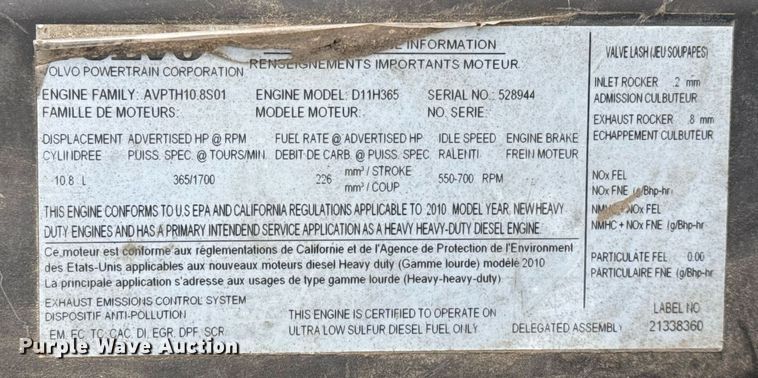 VOLVO
INFORMATION
VOLVO POWERTRAIN CORPORATION
RENSEIGNEMENTS IMPORTANTS MOTEUR
ENGINE FAMILY: AVPTH10.8S01 ENGINE MODEL: D11H365 SERIAL NO.: 528944
FAMILLE DE MOTEURS: MODELE MOTEUR: NO. SERIE:
DISPLACEMENT ADVERTISED HP @ RPM FUEL RATE @ ADVERTISED HP IDLE SPEED ENGINE BRAKE
CYLINDREE PUISS. SPEC. @ TOURS/MIN. DEBIT DE CARB. @ PUISS. SPEC RALENTI FREIN MOTEUR
10.8 L 365/1700 226 mm³ / STROKE 550-700 RPM
mm³ / COUP
THIS ENGINE CONFORMS TO U.S EPA AND CALIFORNIA REGULATIONS APPLICABLE TO 2010 MODEL YEAR, NEW HEAVY
DUTY ENGINES AND HAS A PRIMARY INTENDEND SERVICE APPLICATION AS A HEAVY HEAVY-DUTY DIESEL ENGINE
Ce moteur est conforme aux réglementations de Californie et de l'Agence de Protection de l'Environment
des Etats-Unis applicables aux nouveaux moteurs diesel Heavy duty (Gamme lourde) modéle 2010
La principale application s'adresse aux usages de type gamme lourde (Heavy-heavy-duty)
EXHAUST EMISSIONS CONTROL SYSTEM
DISPOSITIF ANTI-POLLUTION
EM, EC, TC, CAC, DI, EGR, DPF, SCR
THIS ENGINE IS CERTIFIED TO OPERATE ON
ULTRA LOW SULFUR DIESEL FUEL ONLY
DELEGATED ASSEMBLY
VALVE LASH (JEU SOUPAPES)
INLET ROCKER .2 mm
ADMISSION CULBUTEUR
EXHAUST ROCKER .8 mm
ECHAPPEMENT CULBUTEUR
NOx FEL
NOx FNE (g/Bhp-hr)
NMHC + NOx FEL
NMHC + NOx FNE (g/Bhp-hr)
PARTICULATE FEL 0.00
PARTICULAIRE FNE (g/Bhp-hr
LABEL NO
21338360
Purple Wave Auction